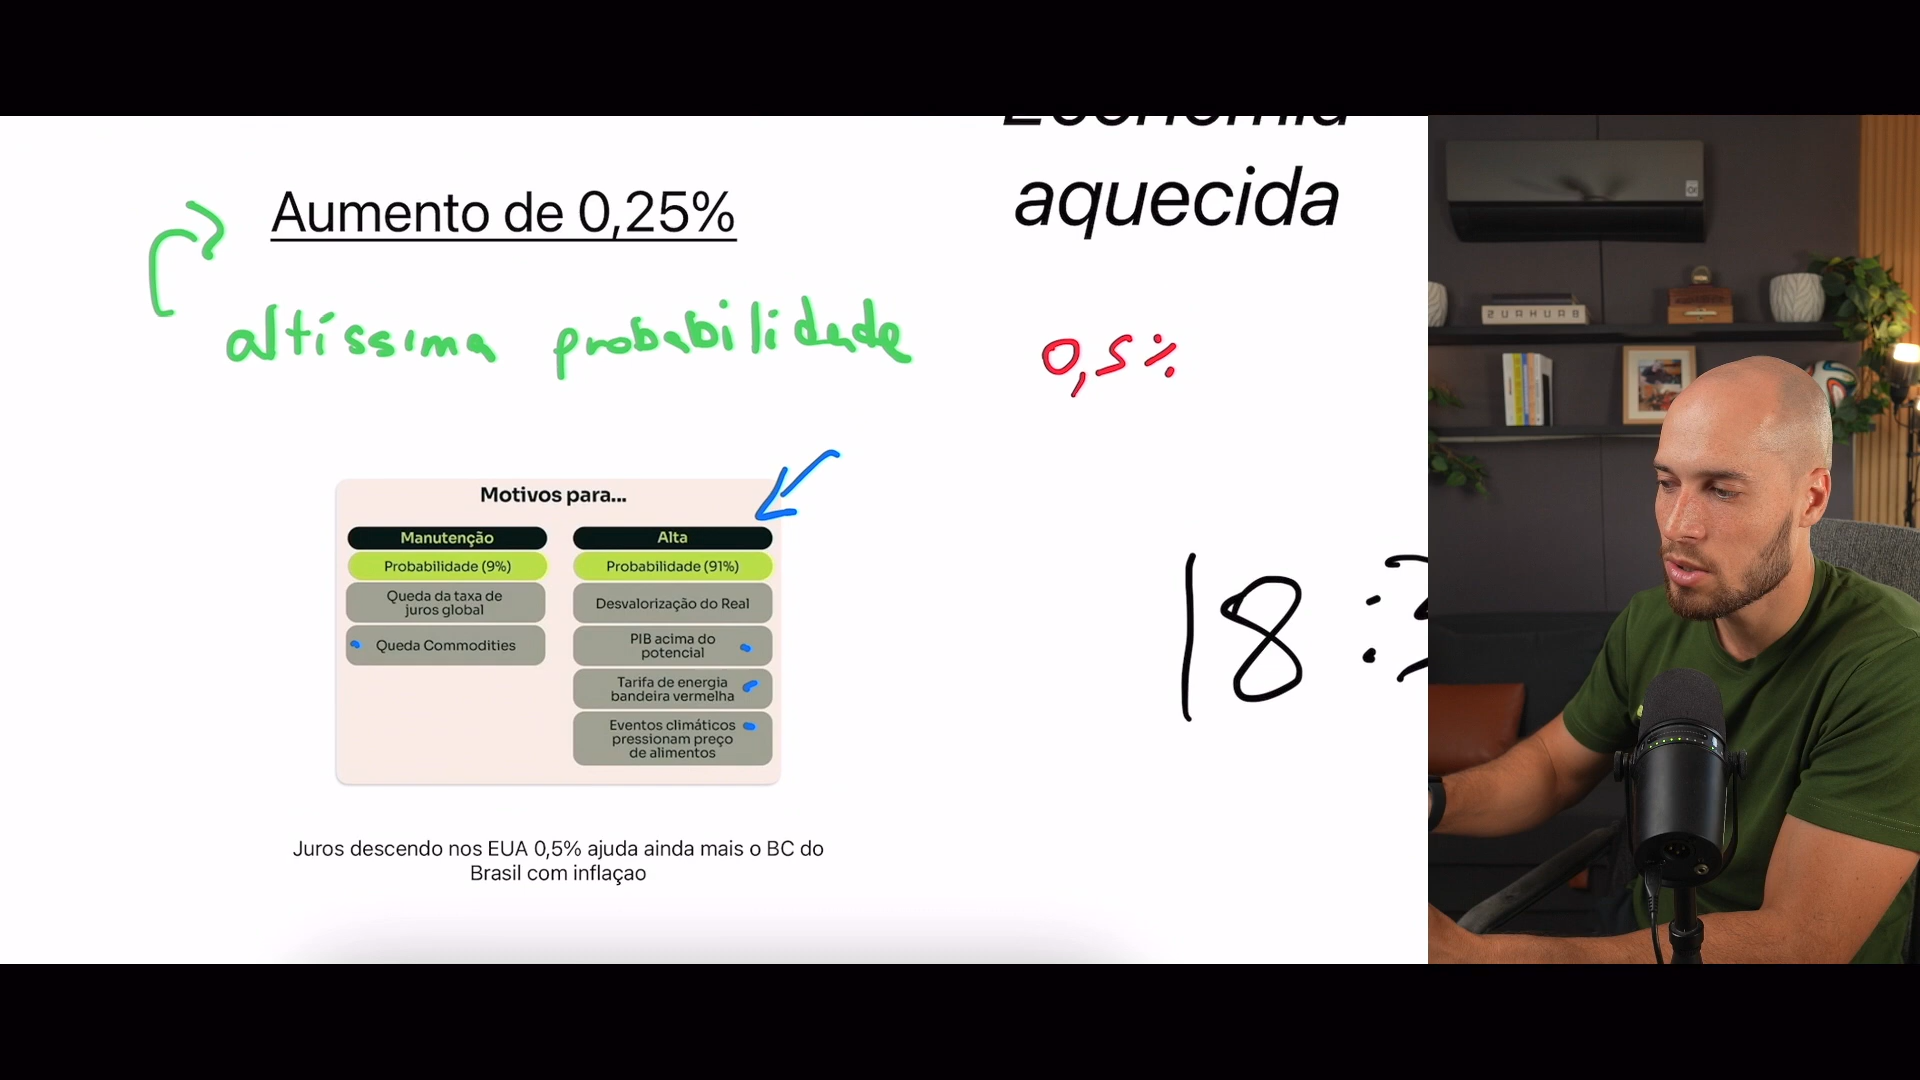 Economia
aquecida
Aumento de 0,25%
altíssima probabilidade
0,5%
Motivos para...
Manutenção
Probabilidade (9%)
Queda da taxa de
juros global
Queda Commodities
Alta
Probabilidade (91%)
Desvalorização do Real
PIB acima do
potencial
Tarifa de energia
bandeira vermelha
Eventos climáticos
pressionam preço
de alimentos
18:
Juros descendo nos EUA 0,5% ajuda ainda mais o BC do
Brasil com inflaçao